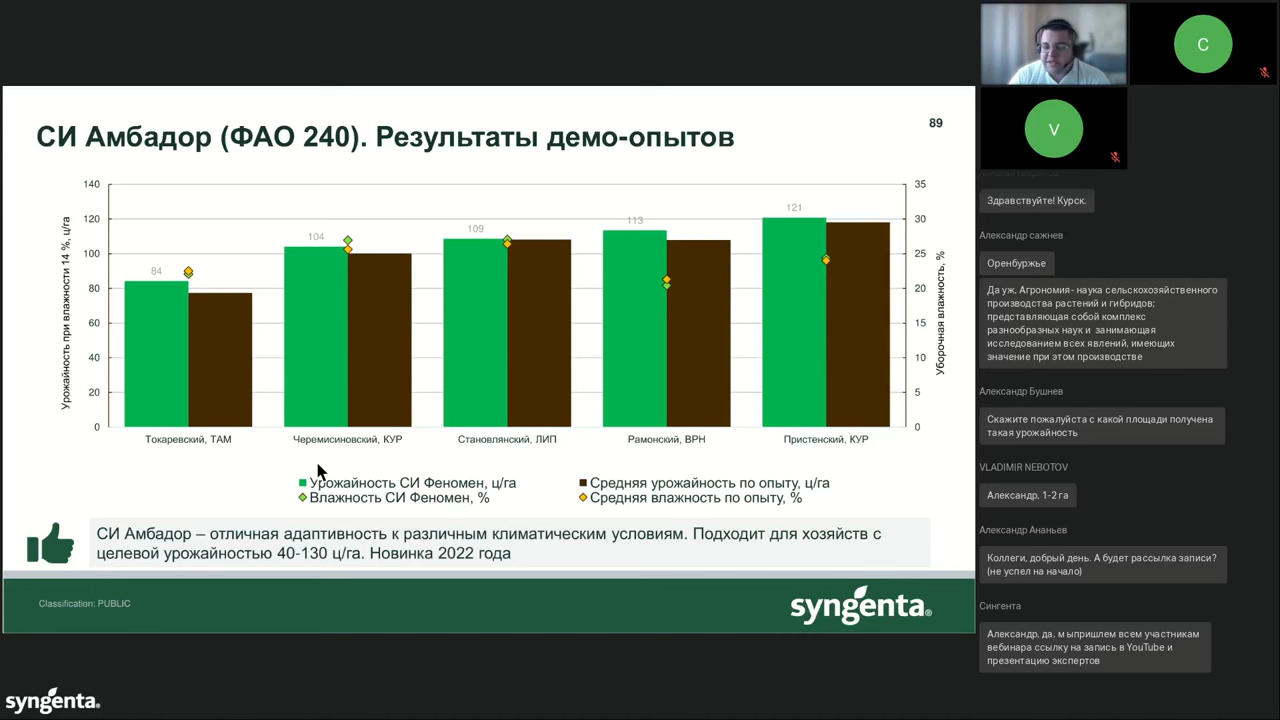 СИ Амбадор (ФАО 240). Результаты демо-опытов
89
Урожайность при влажности 14 %, ц/га
140
120
100
80
60
40
20
0
84
104
109
113
121
35
30
25
20
15
10
5
0
Уборочная влажность, %
Токаревский, ТАМ
Черемисиновский, КУР
Становлянский, ЛИП
Рамонский, ВРН
Пристенский, КУР
Урожайность СИ Феномен, ц/га
Средняя урожайность по опыту, ц/га
Влажность СИ Феномен, %
Средняя влажность по опыту, %
СИ Амбадор – отличная адаптивность к различным климатическим условиям. Подходит для хозяйств с
целевой урожайностью 40-130 ц/га. Новинка 2022 года
Classification: PUBLIC
syngenta®
syngenta.
C
V
Здравствуйте! Курск.
Александр сажнев
Оренбуржье
Да уж, Агрономия- наука сельскохозяйственного
производства растений и гибридов;
представляющая собой комплекс
разнообразных наук и занимающая
исследованием всех явлений, имеющих
значение при этом производстве
Александр Бушнев
Скажите пожалуйста с какой площади получена
такая урожайность
VLADIMIR NEBOTOV
Александр, 1-2 га
Александр Ананьев
Коллеги, добрый день. А будет рассылка записи?
(не успел на начало)
Сингента
Александр, да, м ыпришлем всем участникам
вебинара ссылку на запись в YouTube и
презентацию экспертов